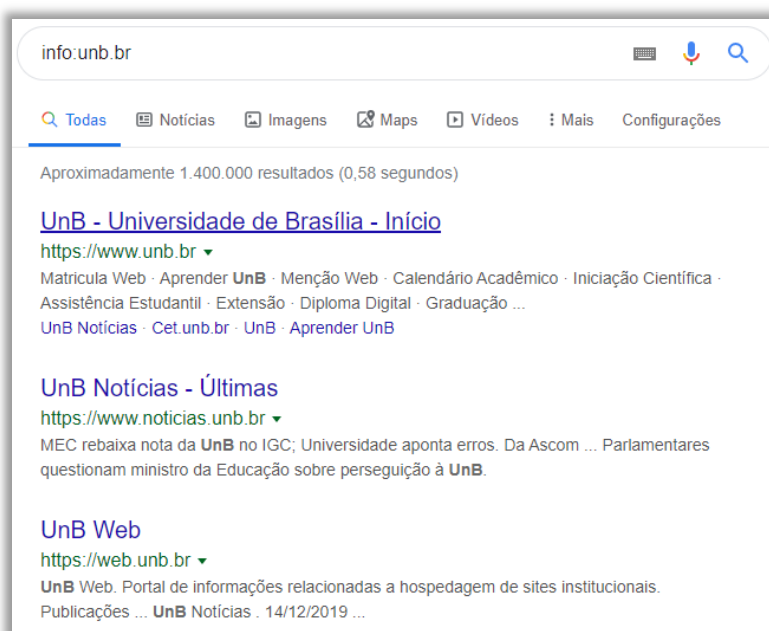 info:unb.br
Todas Notícias Imagens Maps Vídeos Mais Configurações
Aproximadamente 1.400.000 resultados (0,58 segundos)
UnB - Universidade de Brasília - Início
https://www.unb.br
Matricula Web · Aprender UnB · Menção Web · Calendário Acadêmico · Iniciação Científica ·
Assistência Estudantil · Extensão · Diploma Digital · Graduação ...
UnB Notícias · Cet.unb.br · UnB · Aprender UnB
UnB Notícias - Últimas
https://www.noticias.unb.br
MEC rebaixa nota da UnB no IGC; Universidade aponta erros. Da Ascom ... Parlamentares
questionam ministro da Educação sobre perseguição à UnB.
UnB Web
https://web.unb.br
UnB Web. Portal de informações relacionadas a hospedagem de sites institucionais.
Publicações ... UnB Notícias . 14/12/2019 ...